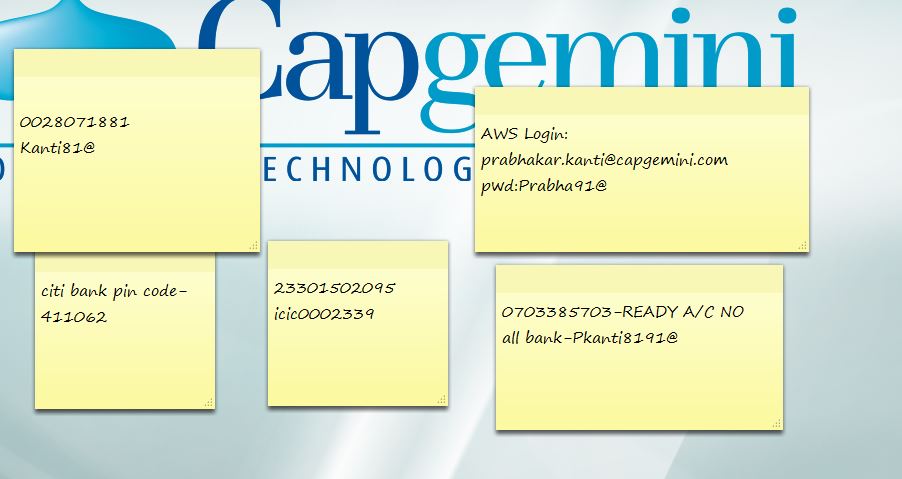 Capgemini
ECHNOLOG
0028071881
Kanti81@
AWS Login:
prabhakar.kanti@capgemini.com
pwd:Prabha91@
citi bank pin code-
411062
23301502095
icic0002339
0703385703-READY A/C NO
all bank-Pkanti8191@